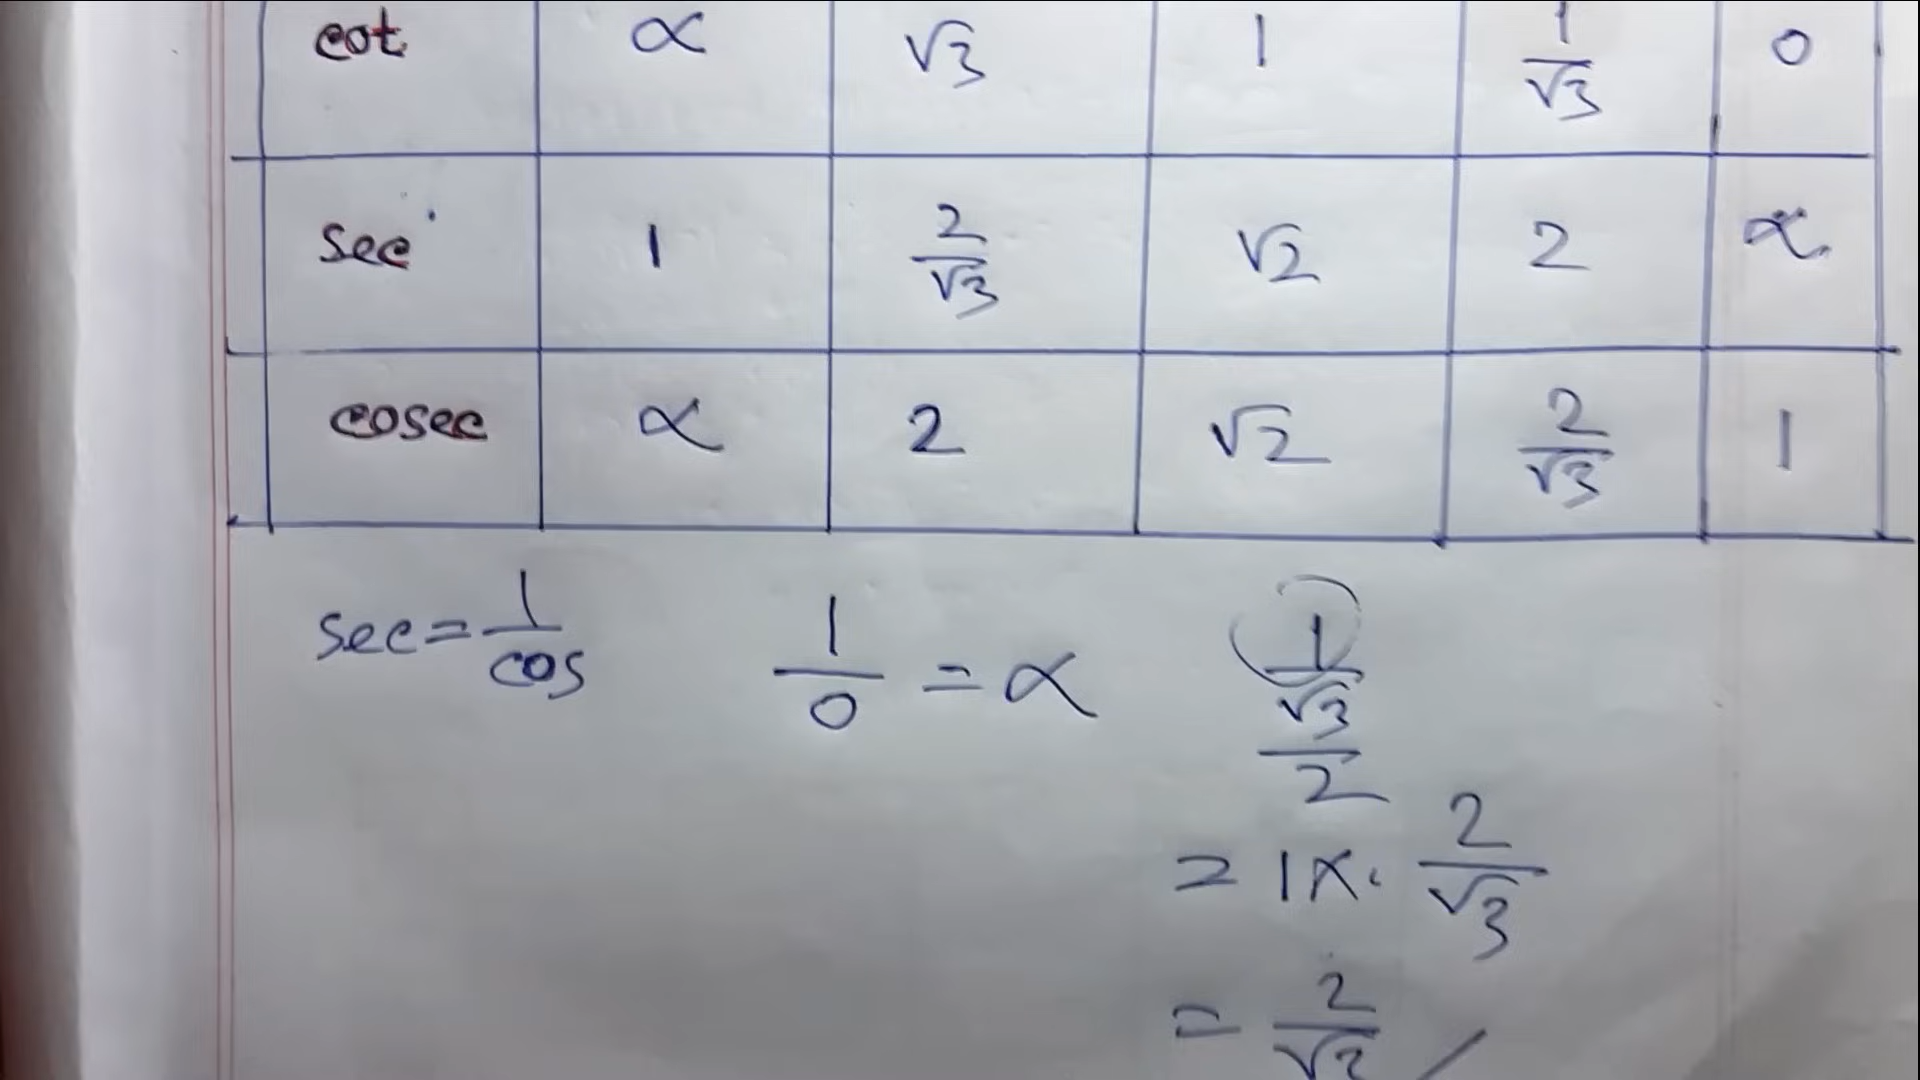 cot α √3 1 1/√3 0
sec 1 2/√3 √2 2 α
cosec α 2 √2 2/√3 1
sec = 1/cos
1/0 = α
1/(√3/2)
= 1 × 2/√3
= 2/√3